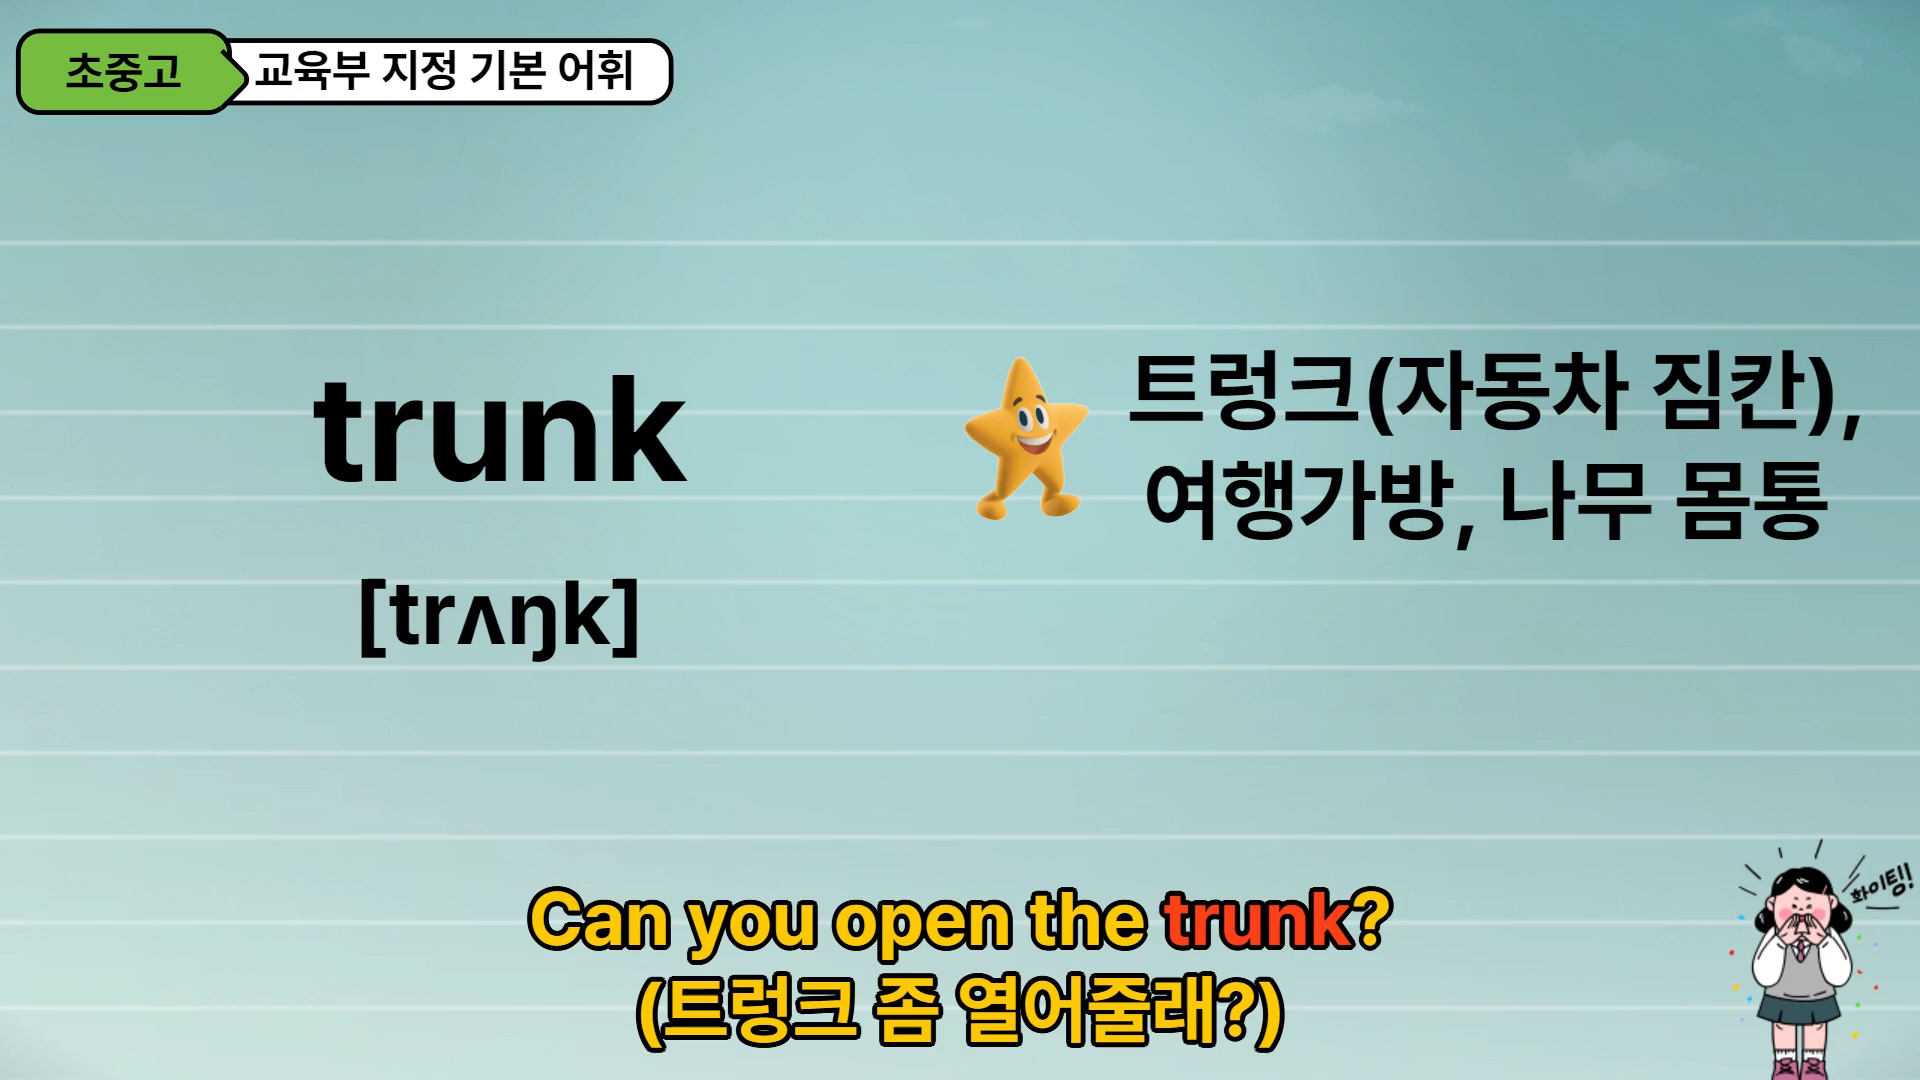 초중고
교육부 지정 기본 어휘
trunk
[trʌŋk]
트렁크(자동차 짐칸),
여행가방, 나무 몸통
Can you open the trunk?
(트렁크 좀 열어줄래?)
화이팅!!